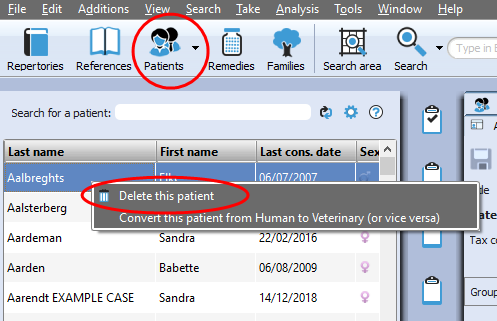 File Edit Additions View Search Take Analysis Tools Window Help
Repertories References Patients Remedies Families Search area Search Type in
Search for a patient:
Last name First name Last cons. date Sex
Aalbreghts 06/07/2007
Delete this patient
Aalsterberg
Convert this patient from Human to Veterinary (or vice versa)
Tax c
Aardeman Sandra 22/02/2016
Aarden Babette 06/08/2009
Group
Aarendt EXAMPLE CASE Sandra 14/12/2018